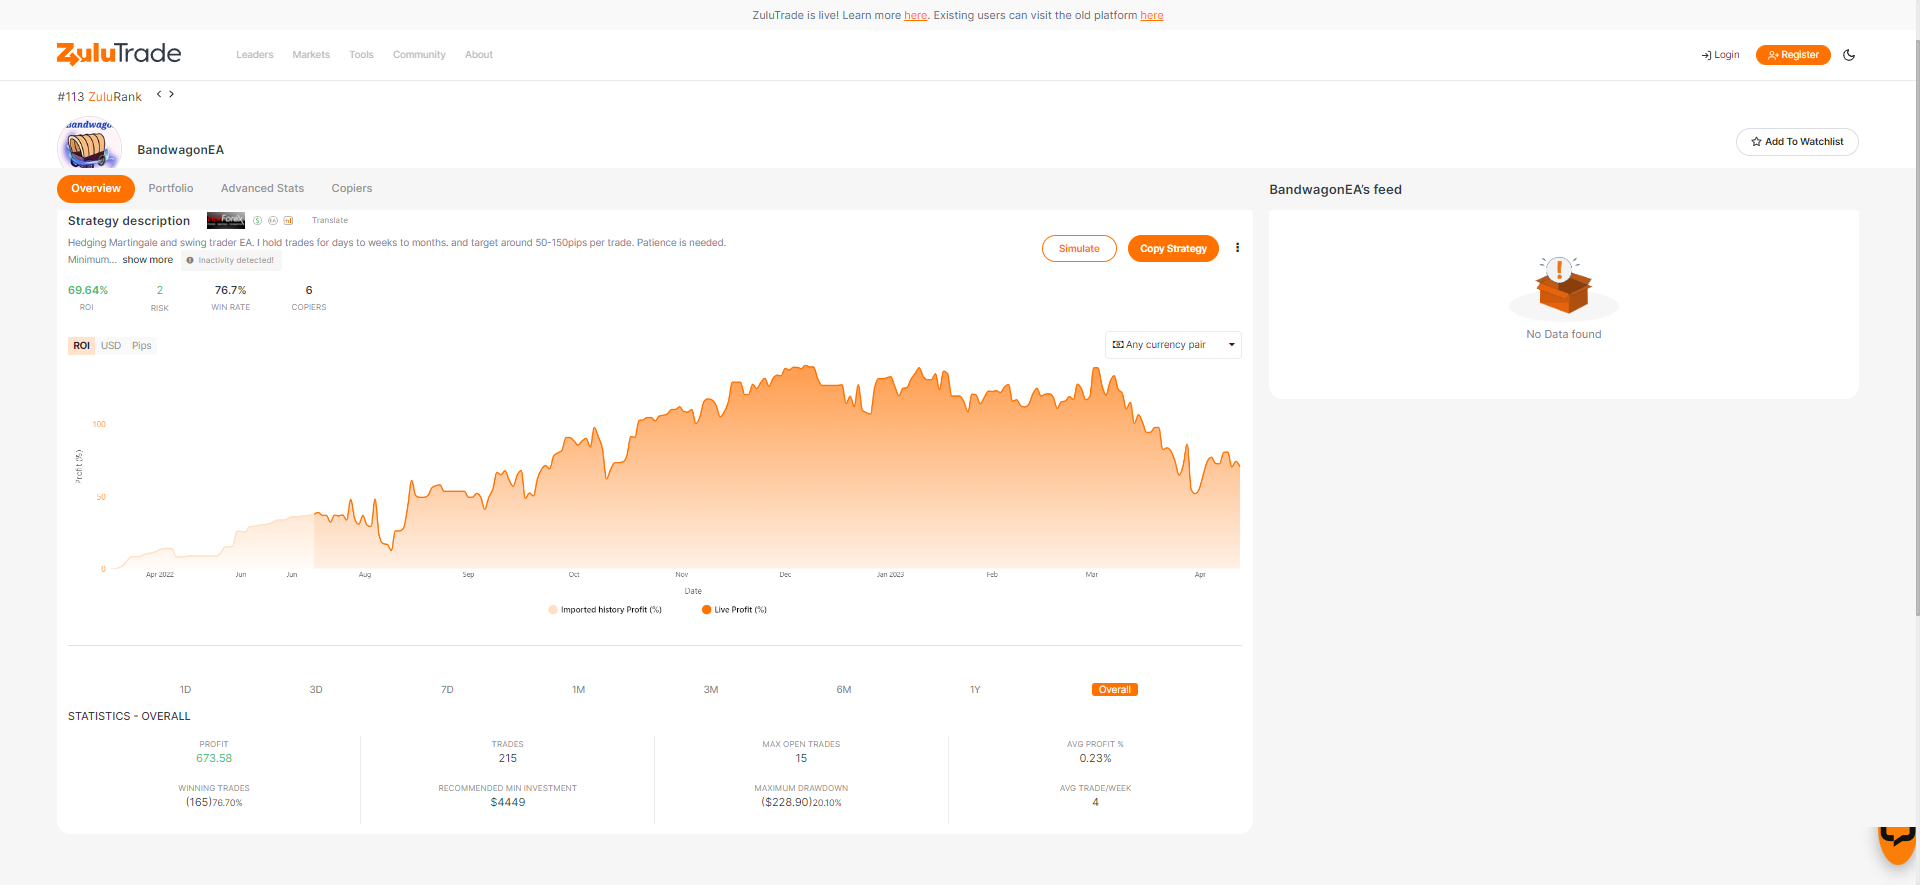 ZuluTrade is live! Learn more here. Existing users can visit the old platform here
ZuluTrade
Leaders Markets Tools Community About
Login Register
#113 ZuluRank < >
Bandwago
BandwagonEA
Add To Watchlist
Overview Portfolio Advanced Stats Copiers
BandwagonEA's feed
Strategy description Translate
Hedging Martingale and swing trader EA. I hold trades for days to weeks to months. and target around 50-150pips per trade. Patience is needed.
Minimum... show more Inactivity detected!
Simulate Copy Strategy
69.64% 2 76.7% 6
ROI RISK WIN RATE COPIERS
No Data found
ROI USD Pips
Any currency pair
100
50
0
Profit (%)
Apr 2022 Jun Jun Aug Sep Oct Nov Dec Jan 2023 Feb Mar Apr
Date
Imported history Profit (%) Live Profit (%)
1D 3D 7D 1M 3M 6M 1Y Overall
STATISTICS - OVERALL
PROFIT TRADES MAX OPEN TRADES AVG PROFIT %
673.58 215 15 0.23%
WINNING TRADES RECOMMENDED MIN INVESTMENT MAXIMUM DRAWDOWN AVG TRADE/WEEK
(165)76.70% $4449 ($228.90)20.10% 4